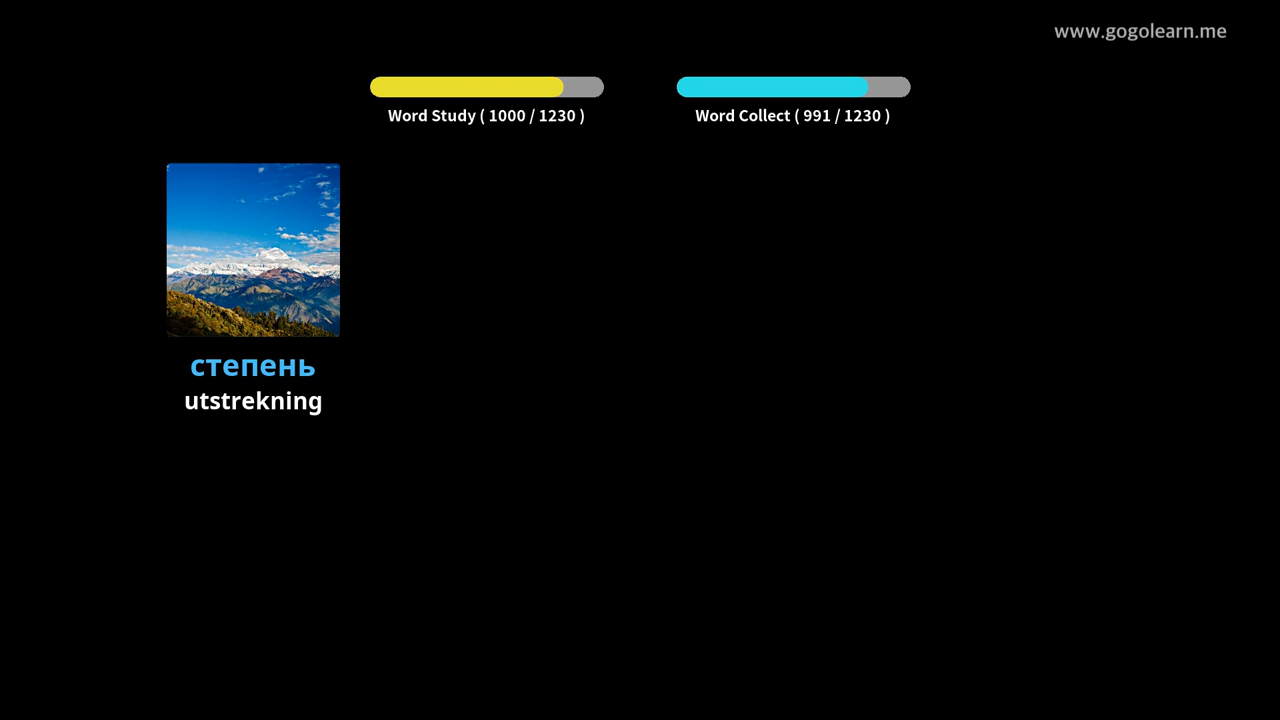 www.gogolearn.me
Word Study ( 1000 / 1230 )
Word Collect ( 991 / 1230 )
степень
utstrekning